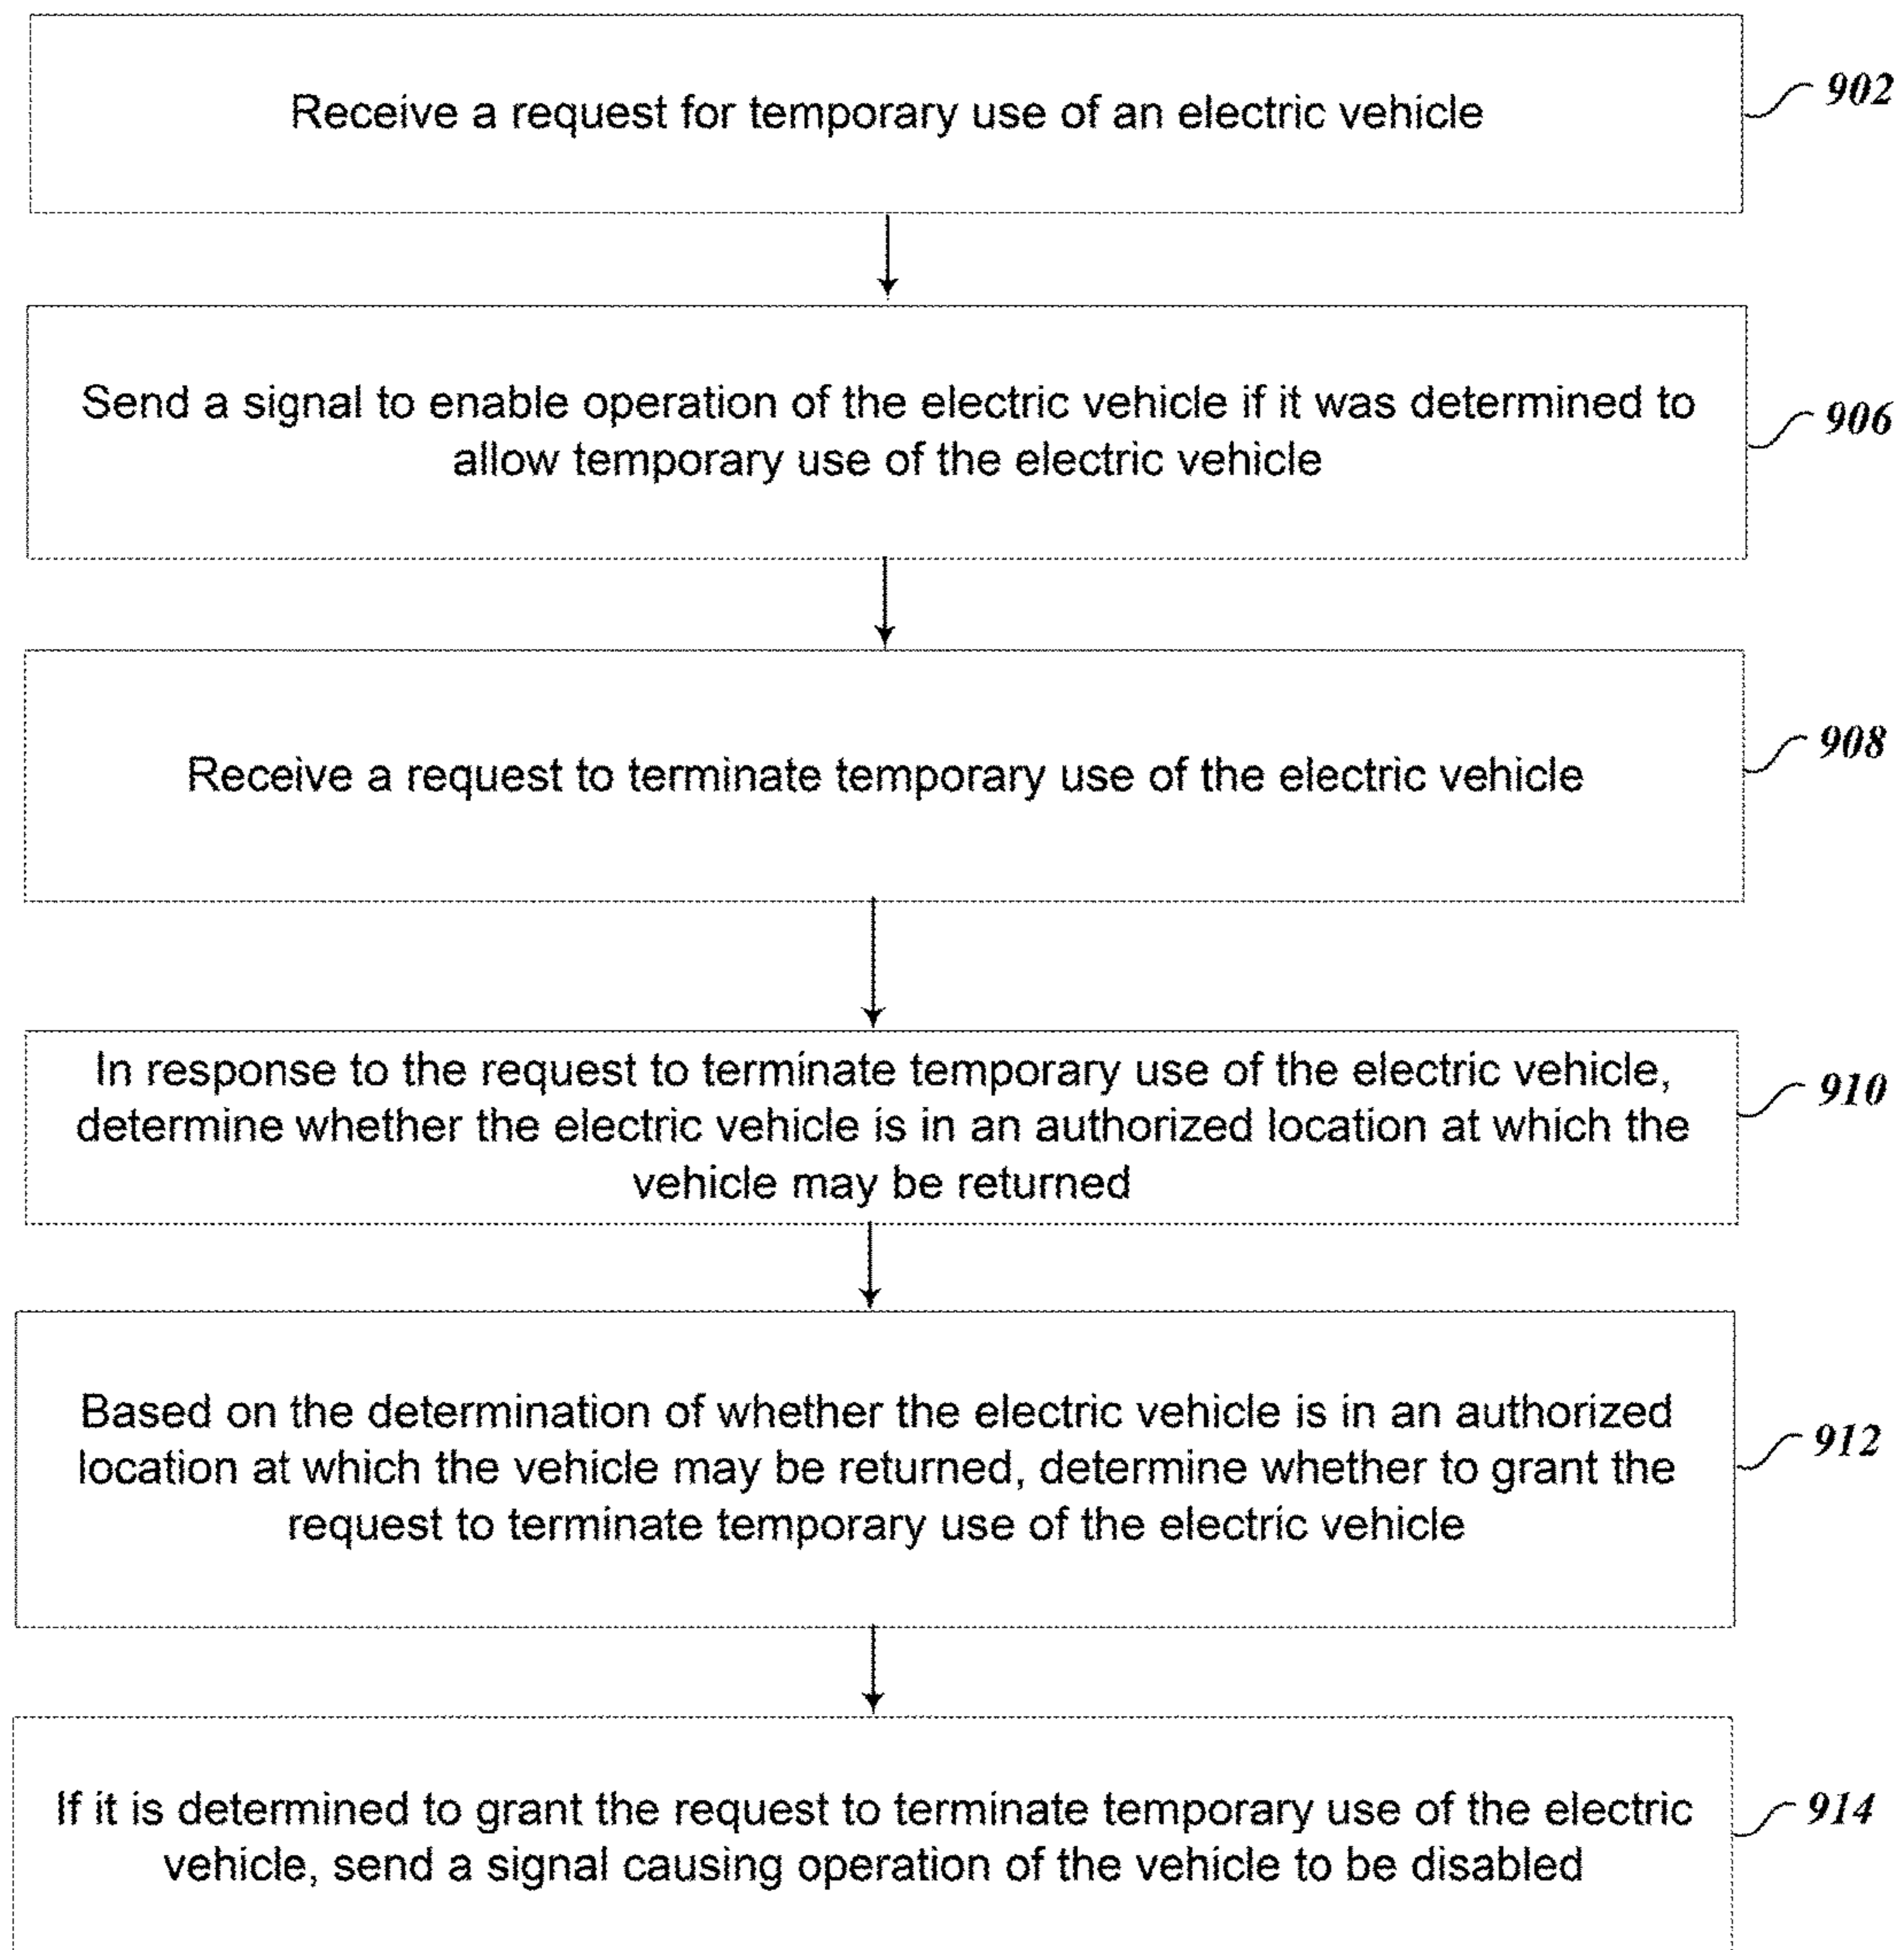 Receive a request for temporary use of an electric vehicle
902
Send a signal to enable operation of the electric vehicle if it was determined to
allow temporary use of the electric vehicle
906
Receive a request to terminate temporary use of the electric vehicle
908
In response to the request to terminate temporary use of the electric vehicle,
determine whether the electric vehicle is in an authorized location at which the
vehicle may be returned
910
Based on the determination of whether the electric vehicle is in an authorized
location at which the vehicle may be returned, determine whether to grant the
request to terminate temporary use of the electric vehicle
912
If it is determined to grant the request to terminate temporary use of the electric
vehicle, send a signal causing operation of the vehicle to be disabled
914